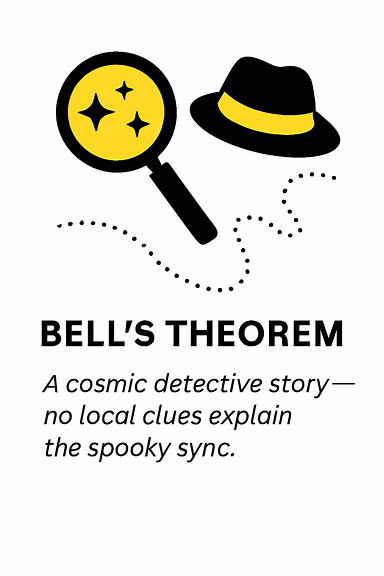 BELL'S THEOREM
A cosmic detective story—
no local clues explain
the spooky sync.